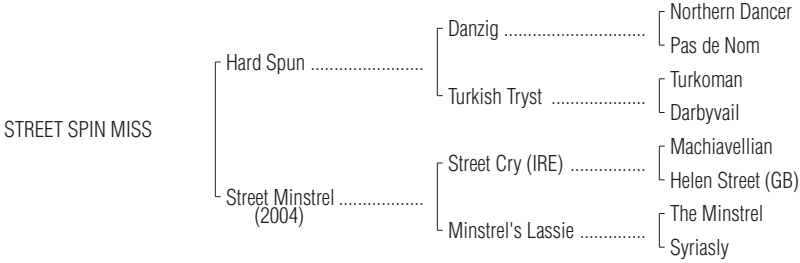 Northern Dancer
Danzig ..............................
Pas de Nom
Hard Spun ........................
Turkoman
Turkish Tryst ....................
Darbyvail
STREET SPIN MISS
Machiavellian
Street Cry (IRE) ................
Helen Street (GB)
Street Minstrel ..................
(2004)
The Minstrel
Minstrel's Lassie ..............
Syriasly